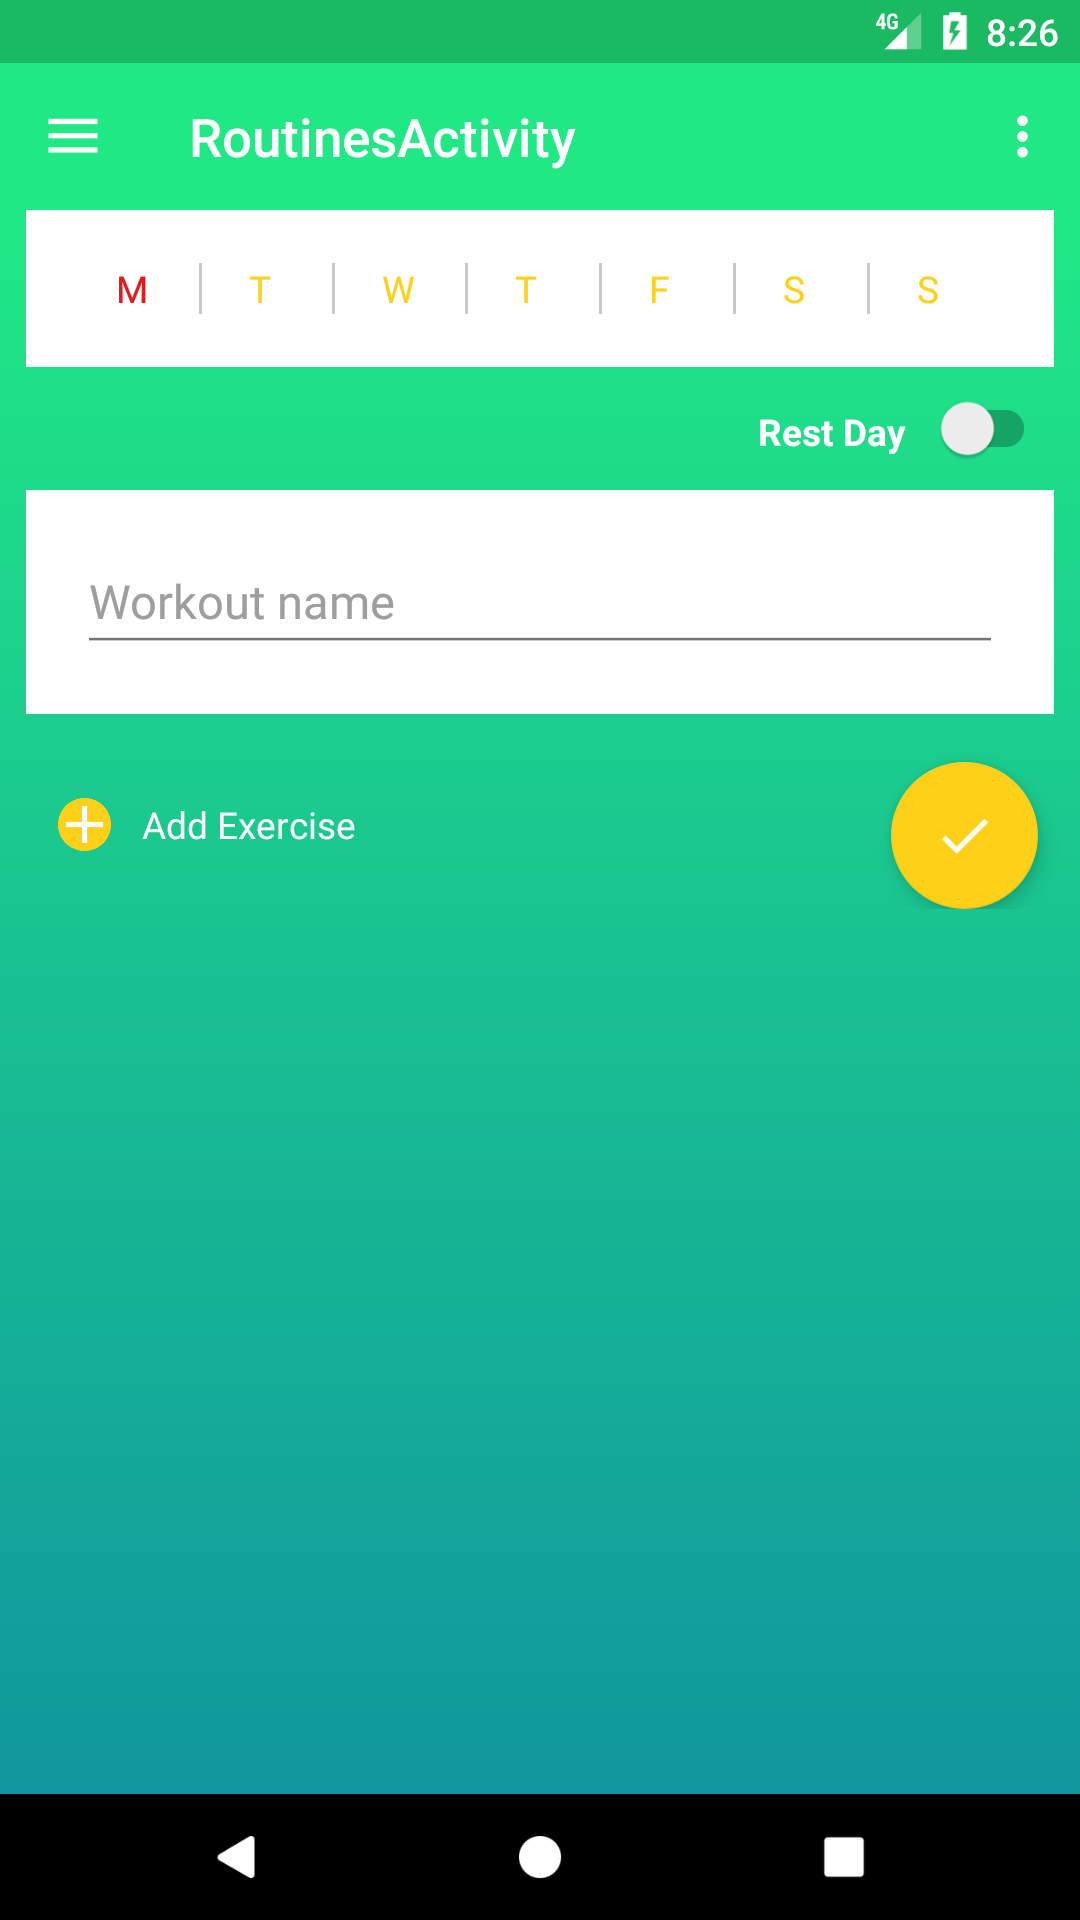 4G 8:26
RoutinesActivity
M T W T F S S
Rest Day
Workout name
Add Exercise